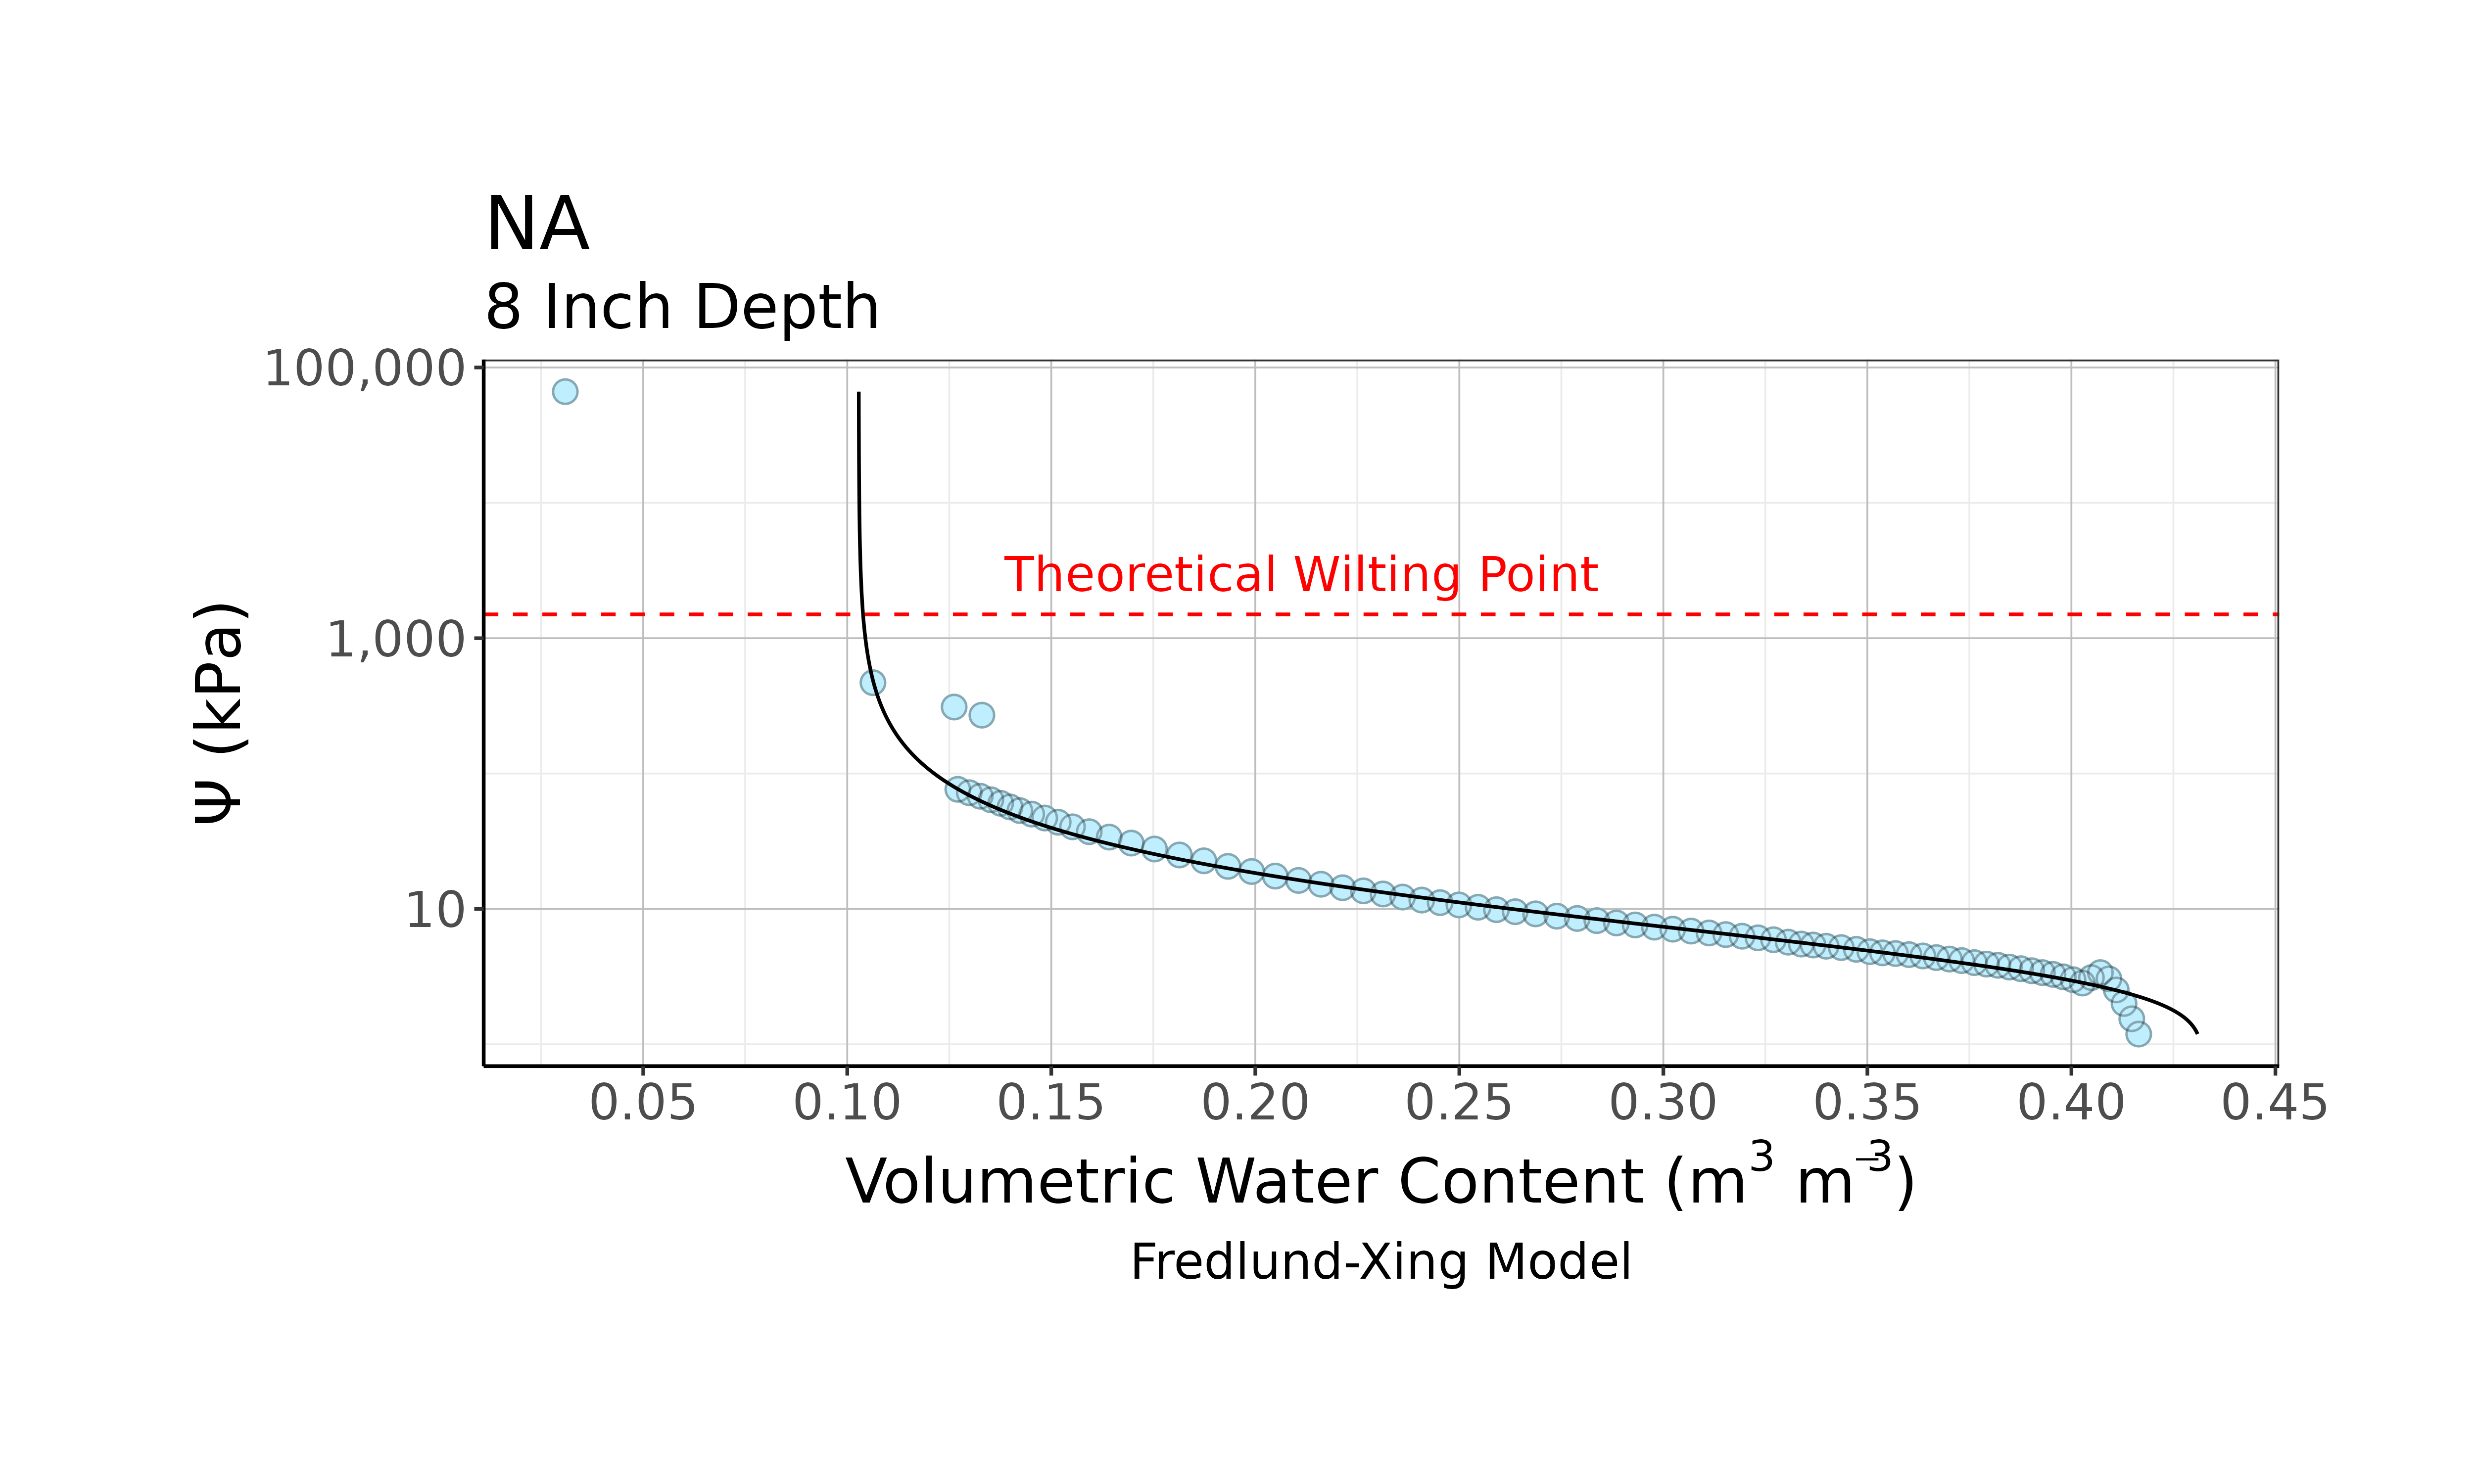 NA
8 Inch Depth
100,000
1,000
10
Ψ (kPa)
Theoretical Wilting Point
0.05 0.10 0.15 0.20 0.25 0.30 0.35 0.40 0.45
Volumetric Water Content (m³ m⁻³)
Fredlund-Xing Model